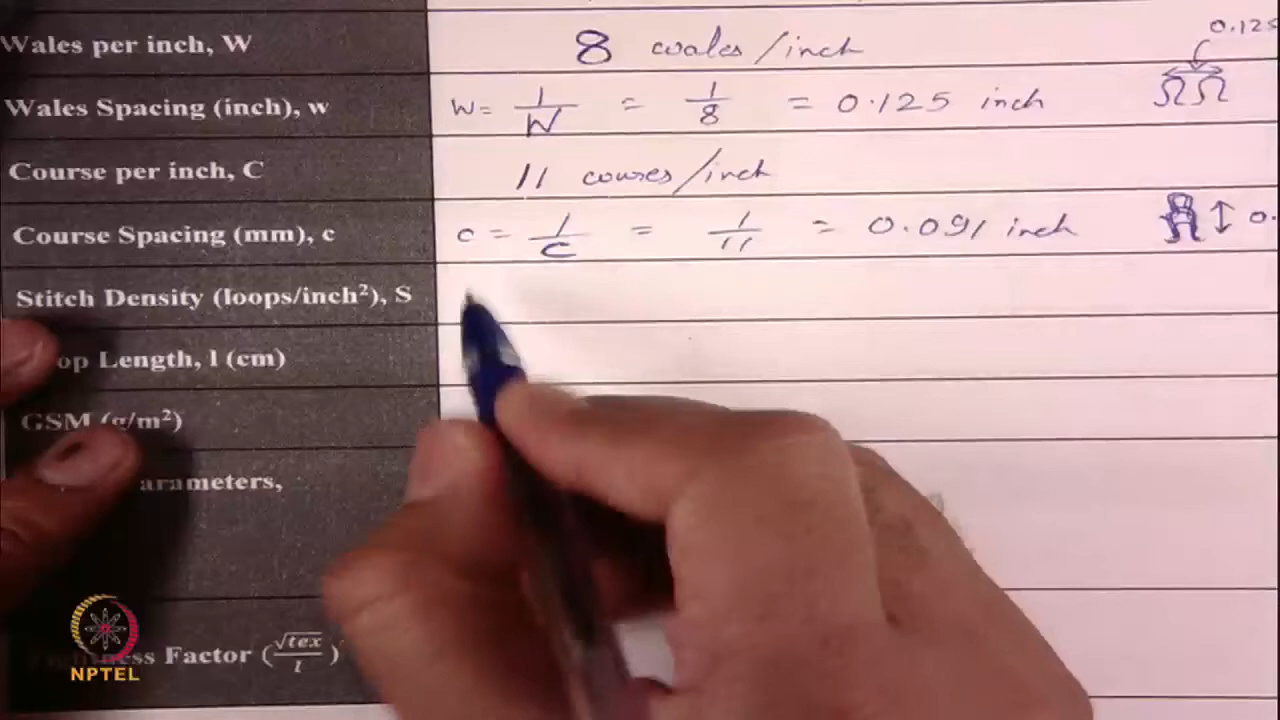 Wales per inch, W 8 wales/inch 0.125
Wales Spacing (inch), w w = 1/W = 1/8 = 0.125 inch
Course per inch, C 11 courses/inch
Course Spacing (mm), c c = 1/C = 1/11 = 0.091 inch 0.
Stitch Density (loops/inch²), S
op Length, l (cm)
GSM (g/m²)
arameters,
ness Factor (√tex/l)
NPTEL